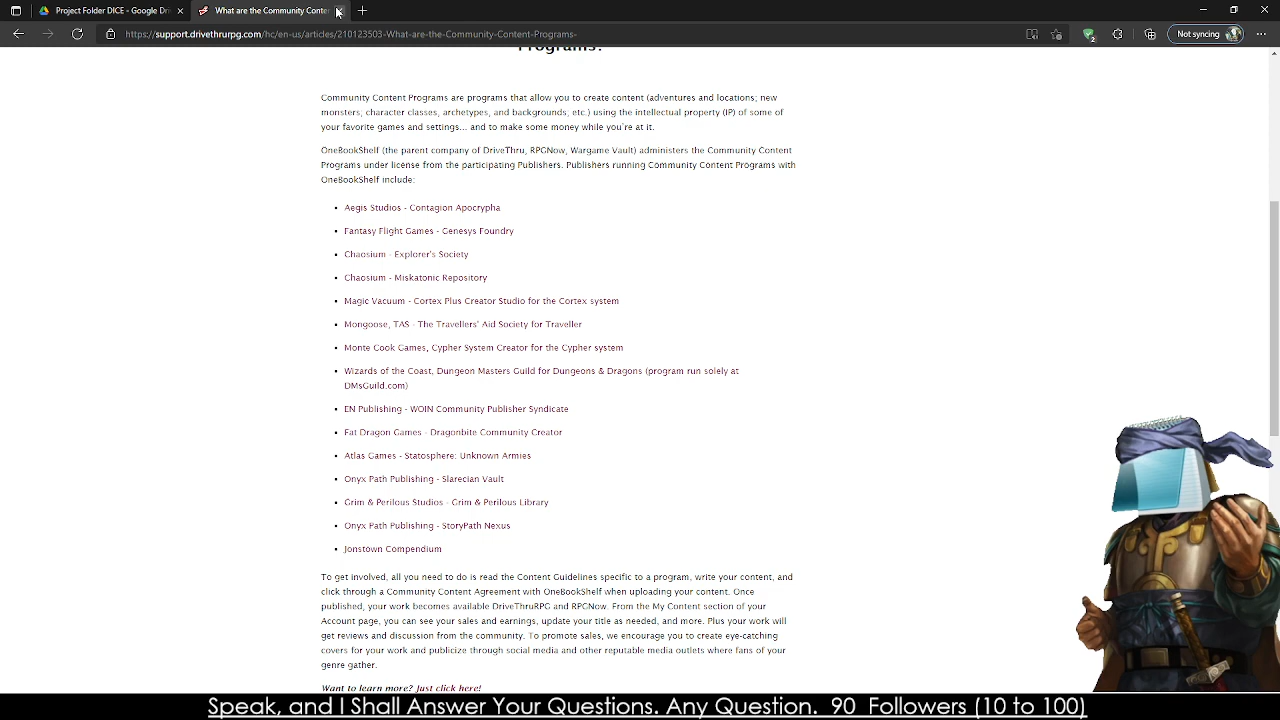 Project Folder DICE - Google Dri
What are the Community Conten
https://support.drivethrurpg.com/hc/en-us/articles/210123503-What-are-the-Community-Content-Programs-
Not syncing
Programs?
Community Content Programs are programs that allow you to create content (adventures and locations; new
monsters; character classes, archetypes, and backgrounds; etc.) using the intellectual property (IP) of some of
your favorite games and settings... and to make some money while you're at it.
OneBookShelf (the parent company of DriveThru, RPGNow, Wargame Vault) administers the Community Content
Programs under license from the participating Publishers. Publishers running Community Content Programs with
OneBookShelf include:
• Aegis Studios - Contagion Apocrypha
• Fantasy Flight Games - Genesys Foundry
• Chaosium - Explorer's Society
• Chaosium - Miskatonic Repository
• Magic Vacuum - Cortex Plus Creator Studio for the Cortex system
• Mongoose, TAS - The Travellers' Aid Society for Traveller
• Monte Cook Games, Cypher System Creator for the Cypher system
• Wizards of the Coast, Dungeon Masters Guild for Dungeons & Dragons (program run solely at
DMsGuild.com)
• EN Publishing - WOIN Community Publisher Syndicate
• Fat Dragon Games - Dragonbite Community Creator
• Atlas Games - Statosphere: Unknown Armies
• Onyx Path Publishing - Slarecian Vault
• Grim & Perilous Studios - Grim & Perilous Library
• Onyx Path Publishing - StoryPath Nexus
• Jonstown Compendium
To get involved, all you need to do is read the Content Guidelines specific to a program, write your content, and
click through a Community Content Agreement with OneBookShelf when uploading your content. Once
published, your work becomes available DriveThruRPG and RPGNow. From the My Content section of your
Account page, you can see your sales and earnings, update your title as needed, and more. Plus your work will
get reviews and discussion from the community. To promote sales, we encourage you to create eye-catching
covers for your work and publicize through social media and other reputable media outlets where fans of your
genre gather.
Want to learn more? Just click here!
Speak, and I Shall Answer Your Questions. Any Question. 90 Followers (10 to 100)